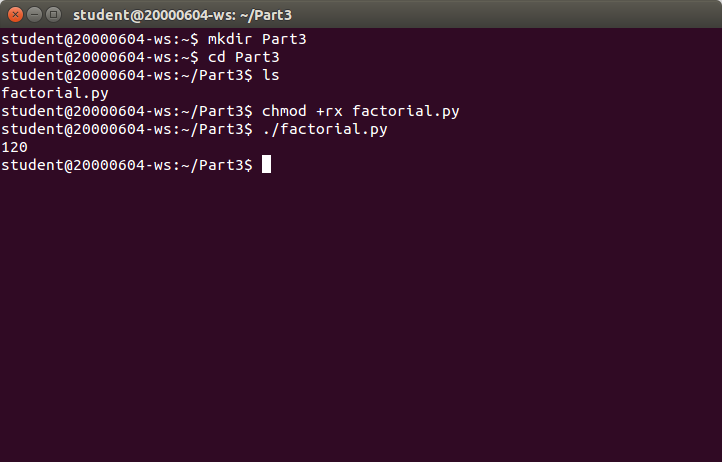 student@20000604-ws: ~/Part3
student@20000604-ws:~$ mkdir Part3
student@20000604-ws:~$ cd Part3
student@20000604-ws:~/Part3$ ls
factorial.py
student@20000604-ws:~/Part3$ chmod +rx factorial.py
student@20000604-ws:~/Part3$ ./factorial.py
120
student@20000604-ws:~/Part3$